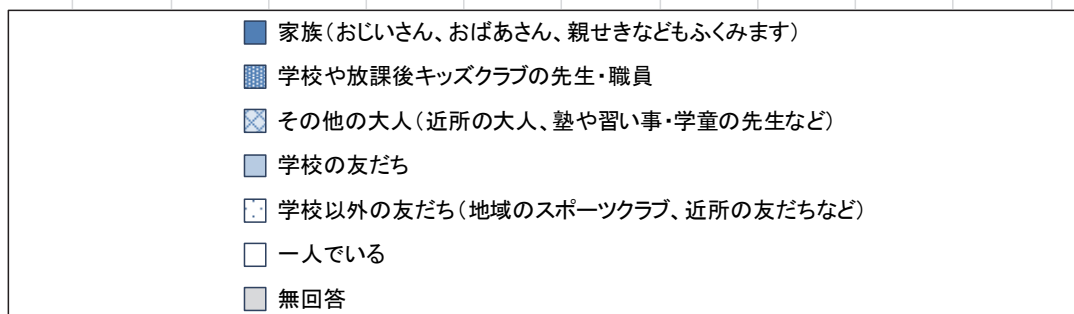 家族(おじいさん、おばあさん、親せきなどもふくみます)
学校や放課後キッズクラブの先生・職員
その他の大人(近所の大人、塾や習い事・学童の先生など)
学校の友だち
学校以外の友だち(地域のスポーツクラブ、近所の友だちなど)
一人でいる
無回答